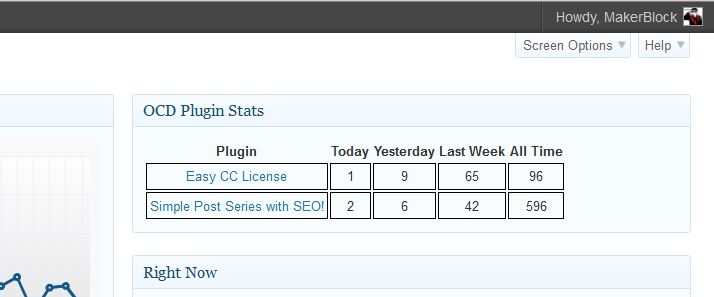 Howdy, MakerBlock
Screen Options Help
OCD Plugin Stats
Plugin Today Yesterday Last Week All Time
Easy CC License 1 9 65 96
Simple Post Series with SEO! 2 6 42 596
Right Now